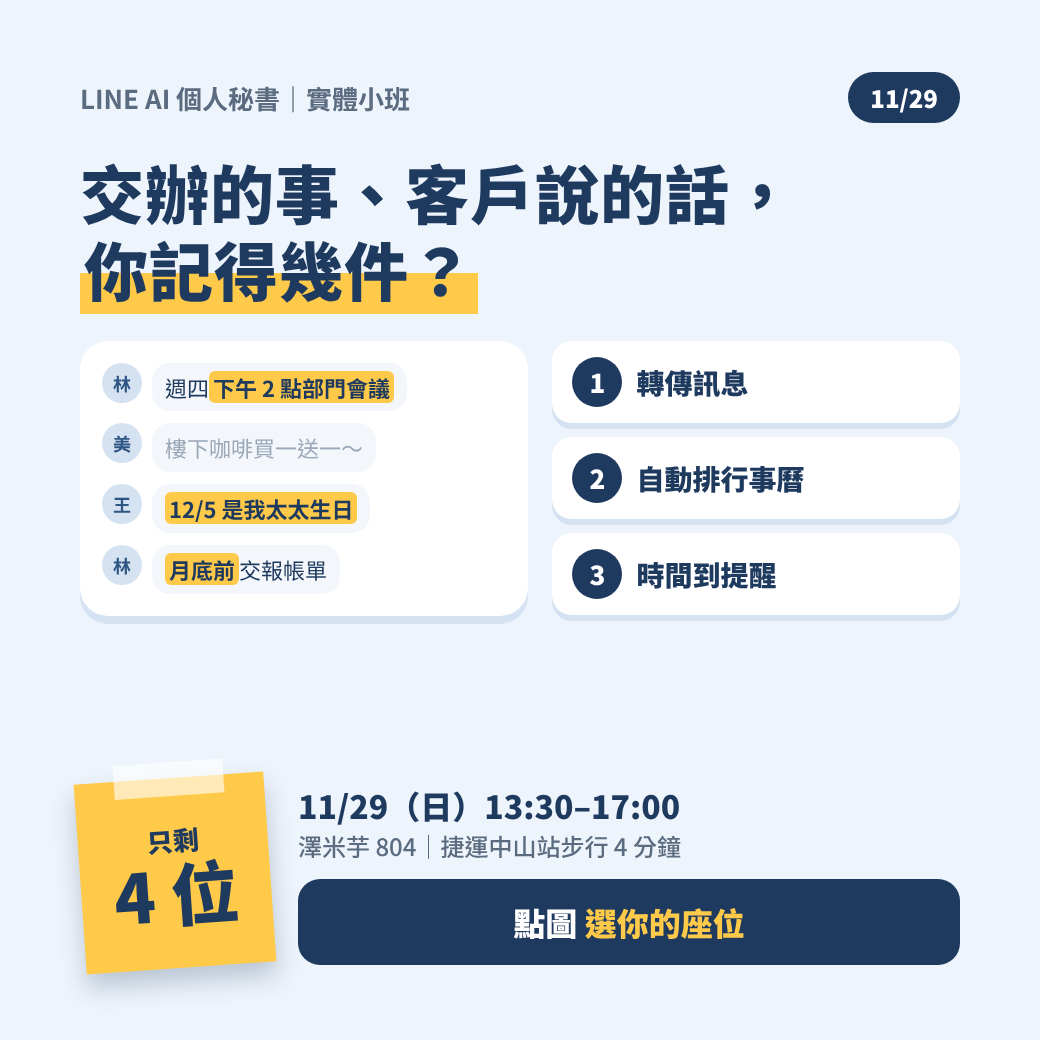 LINE AI 個人秘書｜實體小班
11/29
交辦的事、客戶說的話，
你記得幾件？
林
週四下午 2 點部門會議
美
樓下咖啡買一送一～
王
12/5 是我太太生日
林
月底前交報帳單
1 轉傳訊息
2 自動排行事曆
3 時間到提醒
只剩
4 位
11/29（日）13:30–17:00
澤米芋 804｜捷運中山站步行 4 分鐘
點圖 選你的座位